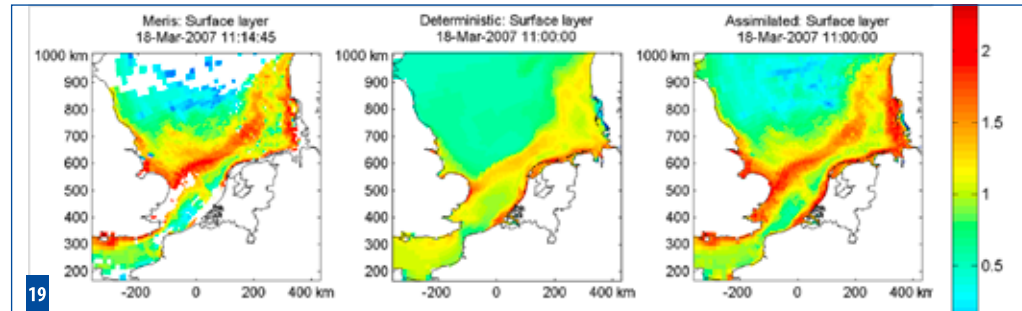 Meris: Surface layer
18-Mar-2007 11:14:45
Deterministic: Surface layer
18-Mar-2007 11:00:00
Assimilated: Surface layer
18-Mar-2007 11:00:00
1000 km
900
800
700
600
500
400
300
200
-200 0 200 400 km
1000 km
900
800
700
600
500
400
300
200
-200 0 200 400 km
1000 km
900
800
700
600
500
400
300
200
-200 0 200 400 km
2
1.5
1
0.5
19